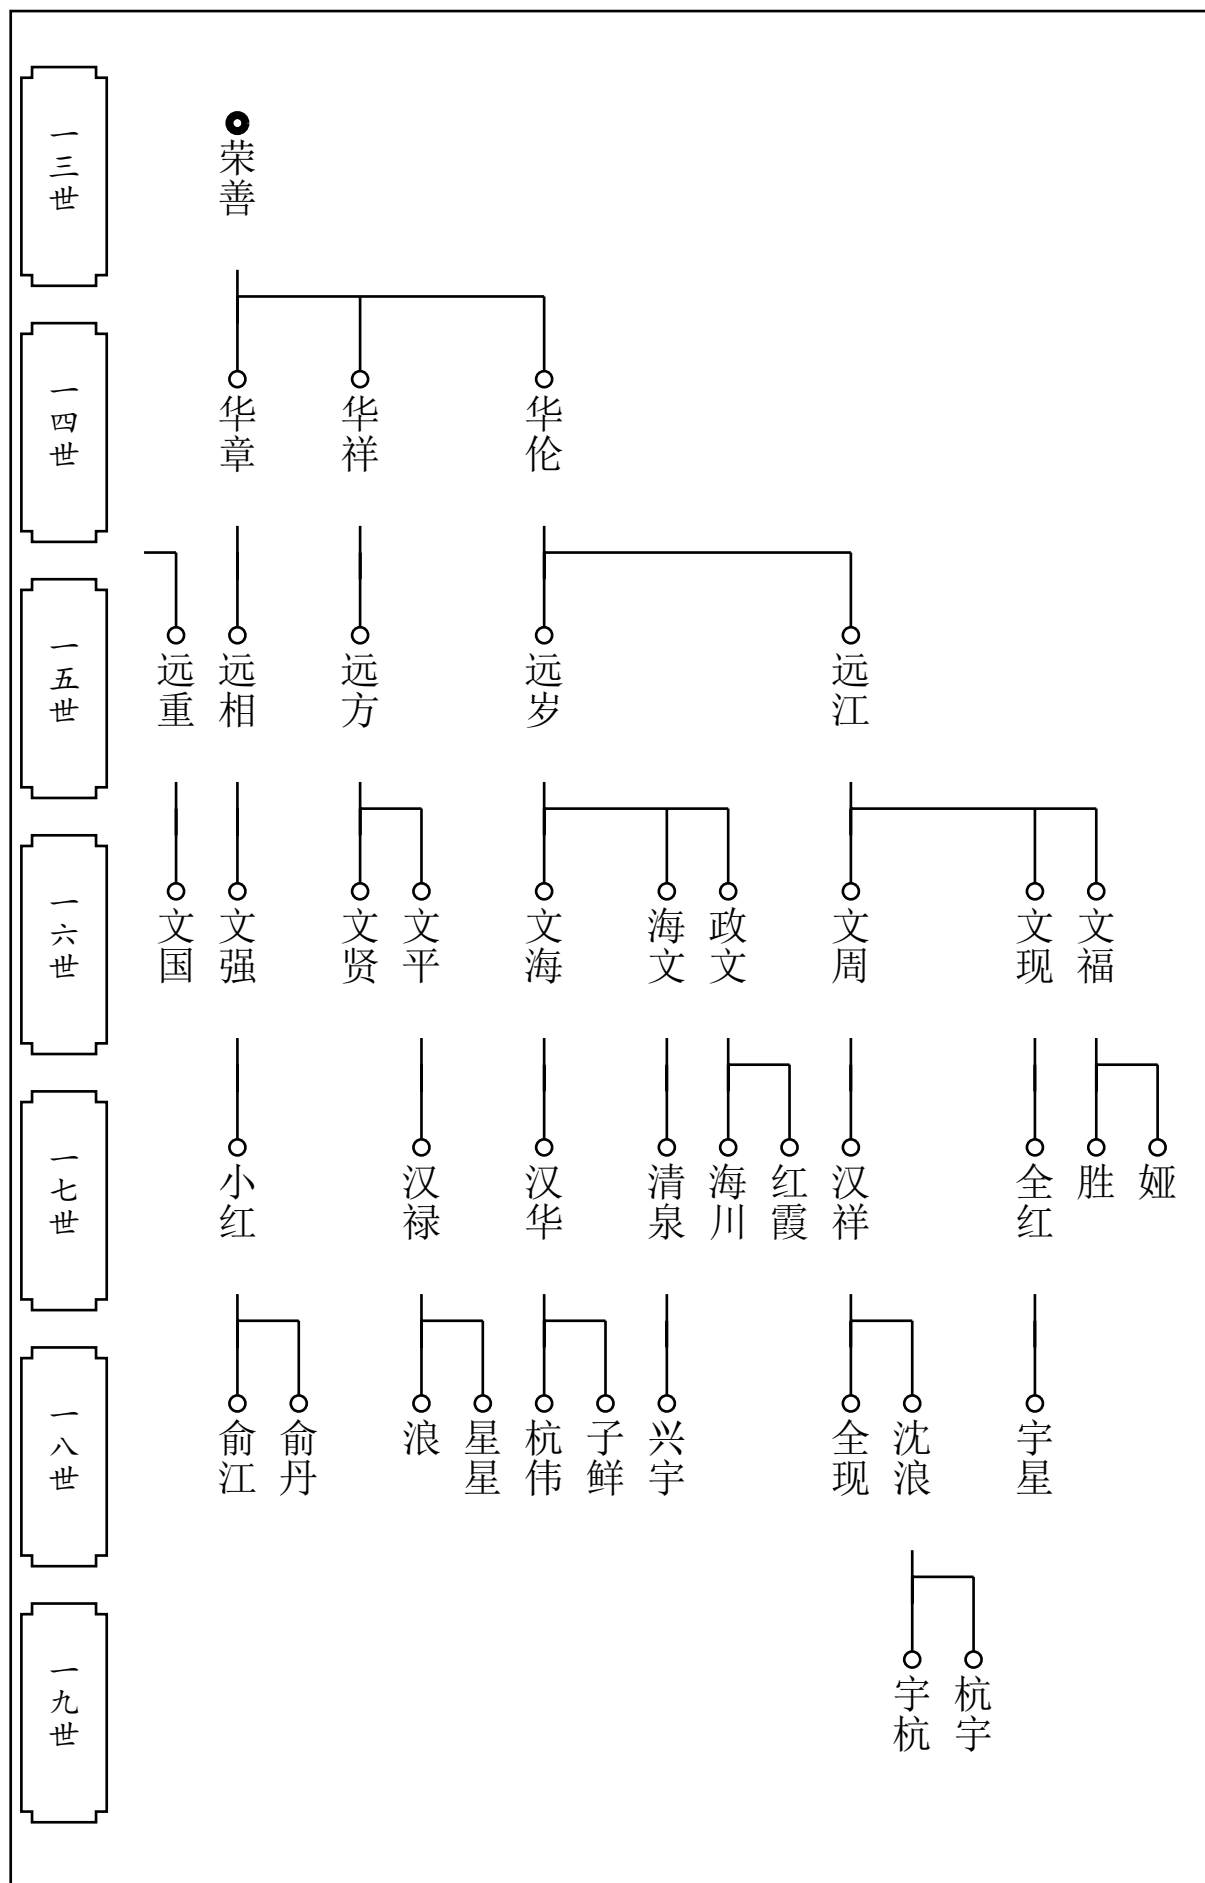 一三世
荣善
一四世
华章
华祥
华伦
一五世
远重
远相
远方
远岁
远江
一六世
文国
文强
文贤
文平
文海
海文
政文
文周
文现
文福
一七世
小红
汉禄
汉华
清泉
海川
红霞
汉祥
全红
胜
娅
一八世
俞江
俞丹
浪
星星
杭伟
子鲜
兴宇
全现
沈浪
宇星
一九世
宇杭
杭宇